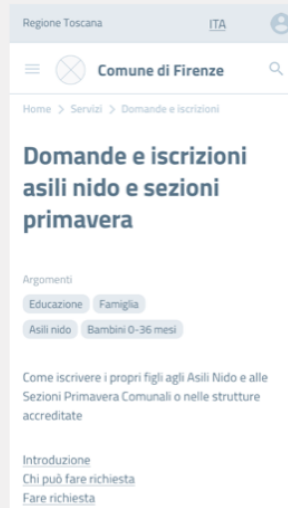 Regione Toscana ITA
Comune di Firenze
Home > Servizi > Domande e iscrizioni
Domande e iscrizioni
asili nido e sezioni
primavera
Argomenti
Educazione Famiglia
Asili nido Bambini 0-36 mesi
Come iscrivere i propri figli agli Asili Nido e alle
Sezioni Primavera Comunali o nelle strutture
accreditate
Introduzione
Chi può fare richiesta
Fare richiesta